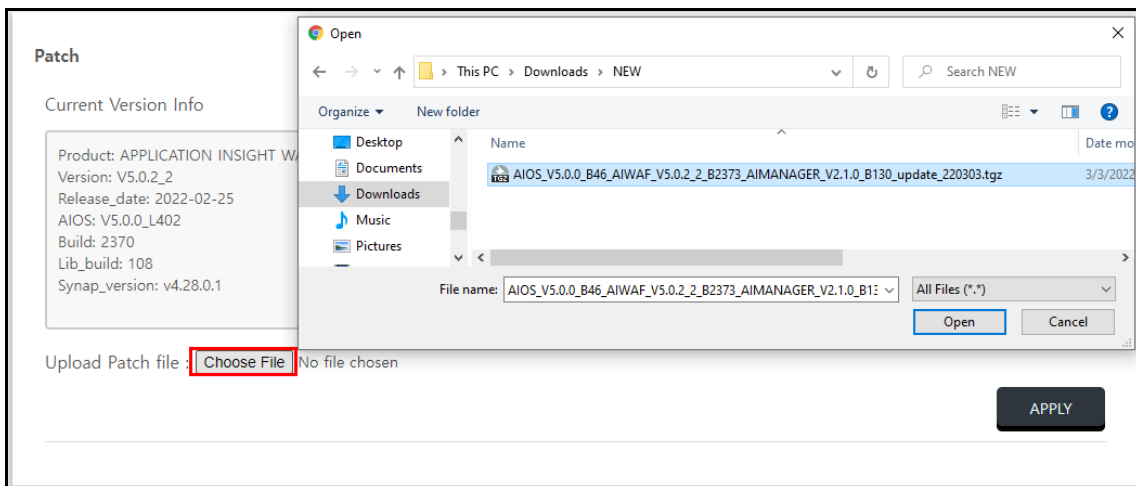 Patch
Current Version Info
Product: APPLICATION INSIGHT WA
Version: V5.0.2_2
Release_date: 2022-02-25
AIOS: V5.0.0_L402
Build: 2370
Lib_build: 108
Synap_version: v4.28.0.1
Upload Patch file : Choose File No file chosen
APPLY
Open
This PC > Downloads > NEW
Search NEW
Organize New folder
Desktop
Documents
Downloads
Music
Pictures
Name Date mo
TGZ AIOS_V5.0.0_B46_AIWAF_V5.0.2_2_B2373_AIMANAGER_V2.1.0_B130_update_220303.tgz 3/3/2022
File name: AIOS_V5.0.0_B46_AIWAF_V5.0.2_2_B2373_AIMANAGER_V2.1.0_B13 All Files (*.*)
Open Cancel